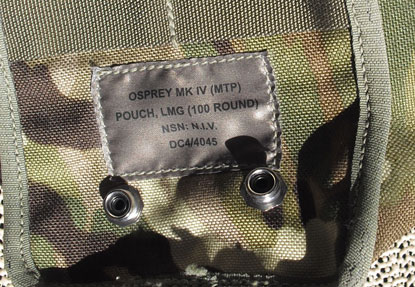 OSPREY MK IV (MTP)
POUCH, LMG (100 ROUND)
NSN: N.I.V.
DC4/4045